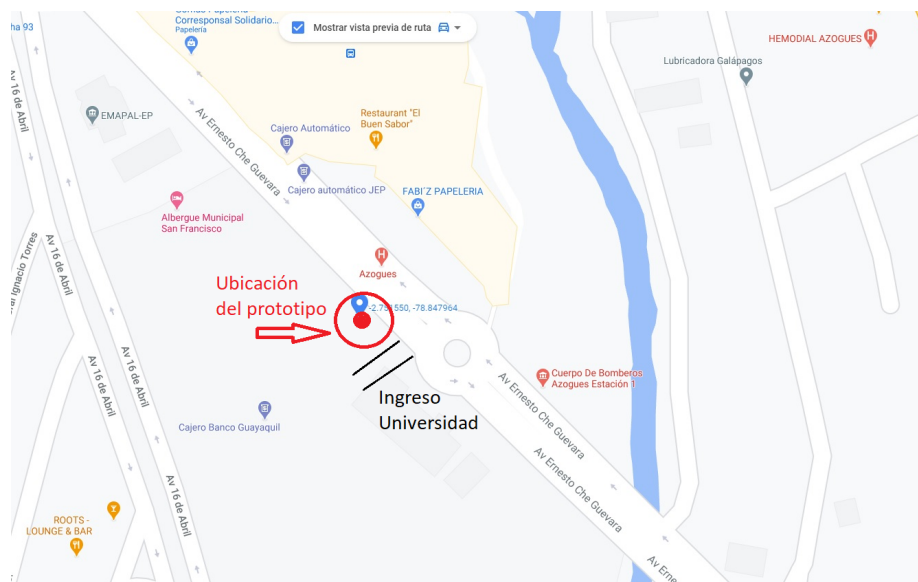 Corresponsal Solidario...
Papelería
Mostrar vista previa de ruta
ha 93
HEMODIAL AZOGUES
Lubricadora Galápagos
Av 16 de Abril
EMAPAL-EP
Av Ernesto Che Guevara
Restaurant "El
Buen Sabor"
Cajero Automático
Cajero automático JEP
FABI´Z PAPELERIA
Albergue Municipal
San Francisco
Azogues
Ignacio Torres
Av 16 de Abril
Ubicación
del prototipo
-2.751550, -78.847964
Av 16 de Abril
Av 16 de Abril
Cuerpo De Bomberos
Azogues Estación 1
Ingreso
Universidad
Av Ernesto Che Guevara
Cajero Banco Guayaquil
Av Ernesto Che Guevara
Av 16 de Abril
ROOTS -
LOUNGE & BAR
Av Erne